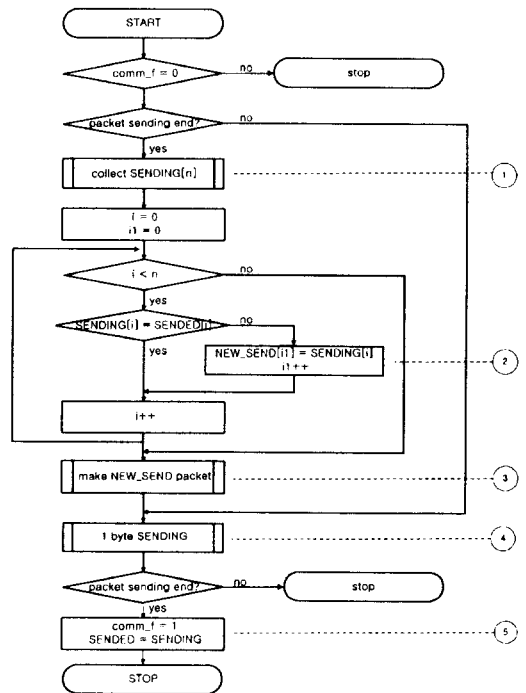 START
comm_f = 0
no
stop
packet sending end?
no
yes
collect SENDING[n]
1
i = 0
i1 = 0
i < n
no
yes
SENDING[i] = SENDED[i]
no
yes
NEW_SEND[i1] = SENDING[i]
i1++
2
i++
make NEW_SEND packet
3
1 byte SENDING
4
packet sending end?
no
stop
yes
comm_f = 1
SENDED = SENDING
5
STOP